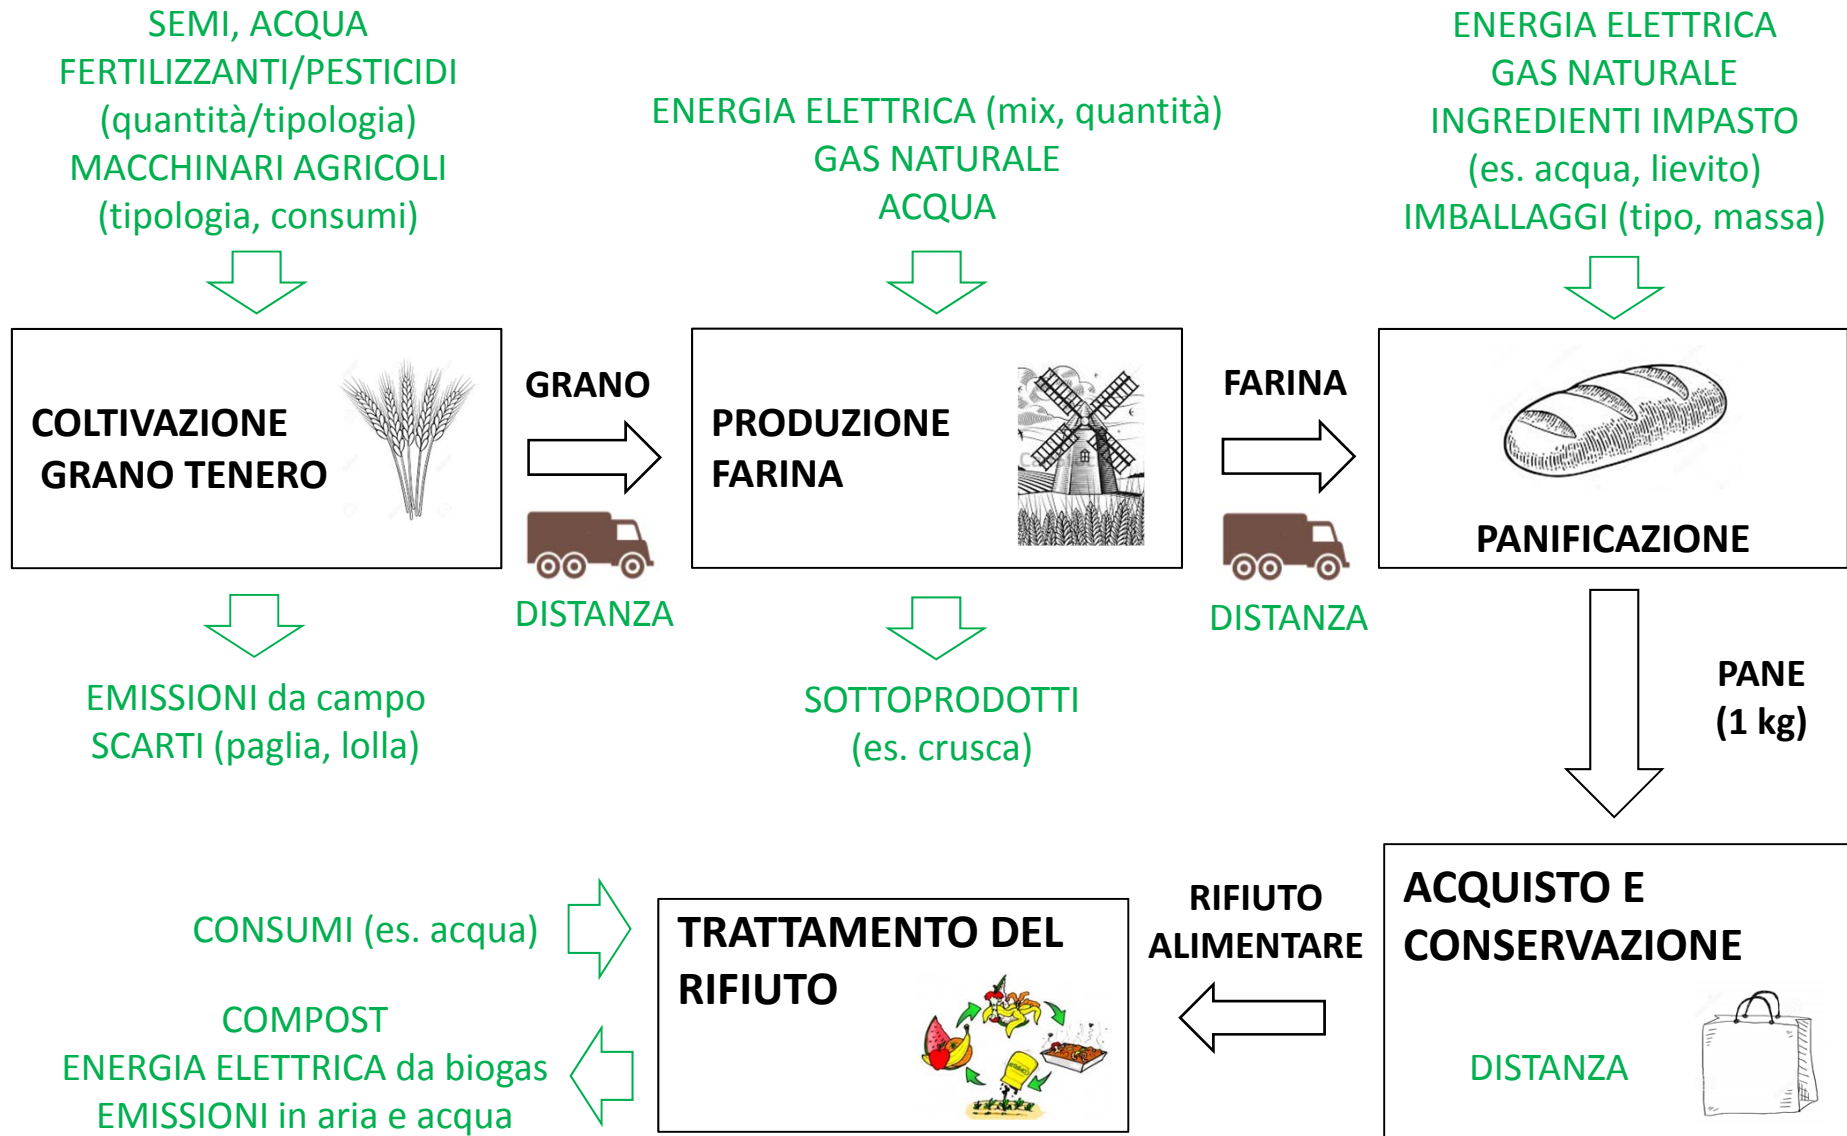 SEMI, ACQUA
FERTILIZZANTI/PESTICIDI
(quantità/tipologia)
MACCHINARI AGRICOLI
(tipologia, consumi)
ENERGIA ELETTRICA (mix, quantità)
GAS NATURALE
ACQUA
ENERGIA ELETTRICA
GAS NATURALE
INGREDIENTI IMPASTO
(es. acqua, lievito)
IMBALLAGGI (tipo, massa)
COLTIVAZIONE
GRANO TENERO
GRANO
DISTANZA
PRODUZIONE
FARINA
FARINA
DISTANZA
PANIFICAZIONE
EMISSIONI da campo
SCARTI (paglia, lolla)
SOTTOPRODOTTI
(es. crusca)
PANE
(1 kg)
ACQUISTO E
CONSERVAZIONE
DISTANZA
RIFIUTO
ALIMENTARE
TRATTAMENTO DEL
RIFIUTO
CONSUMI (es. acqua)
COMPOST
ENERGIA ELETTRICA da biogas
EMISSIONI in aria e acqua